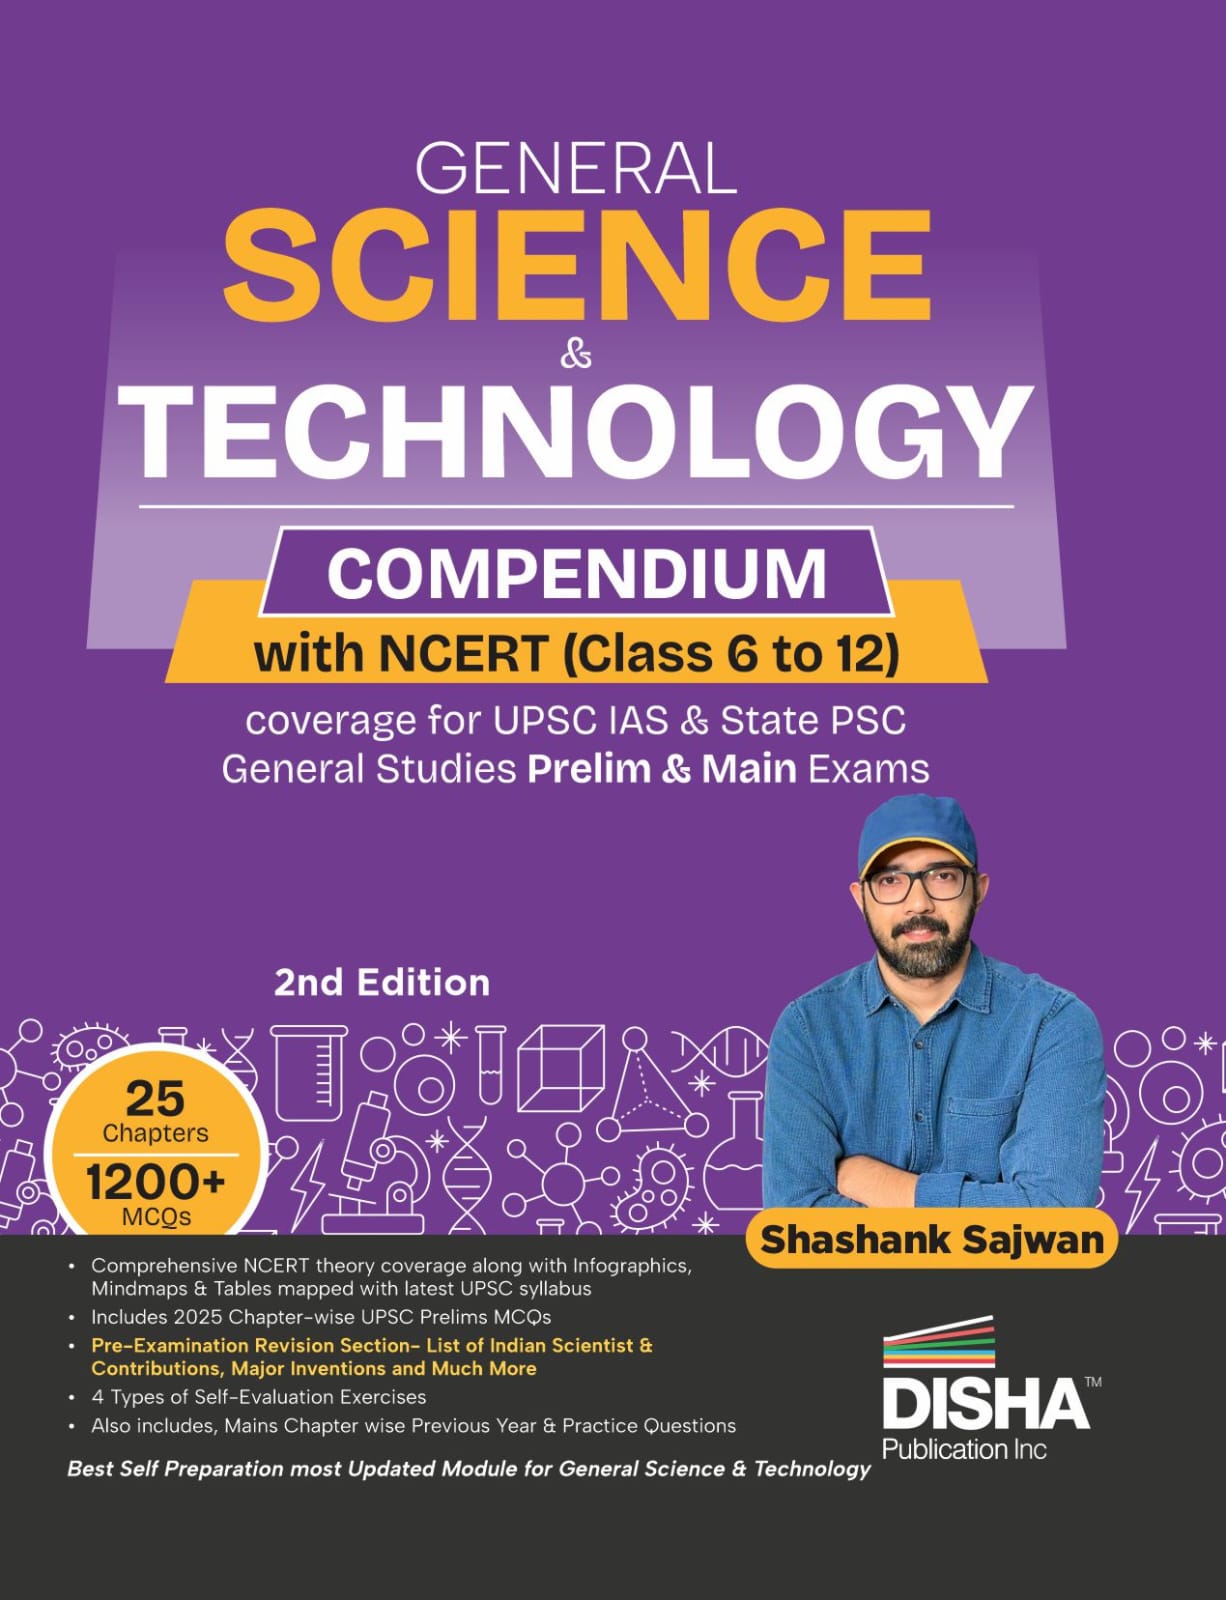 GENERAL
SCIENCE
&
TECHNOLOGY
COMPENDIUM
with NCERT (Class 6 to 12)
coverage for UPSC IAS & State PSC
General Studies Prelim & Main Exams
2nd Edition
25
Chapters
1200+
MCQs
Shashank Sajwan
• Comprehensive NCERT theory coverage along with Infographics,
Mindmaps & Tables mapped with latest UPSC syllabus
• Includes 2025 Chapter-wise UPSC Prelims MCQs
• Pre-Examination Revision Section- List of Indian Scientist &
Contributions, Major Inventions and Much More
• 4 Types of Self-Evaluation Exercises
• Also includes, Mains Chapter wise Previous Year & Practice Questions
Best Self Preparation most Updated Module for General Science & Technology
DISHA™
Publication Inc